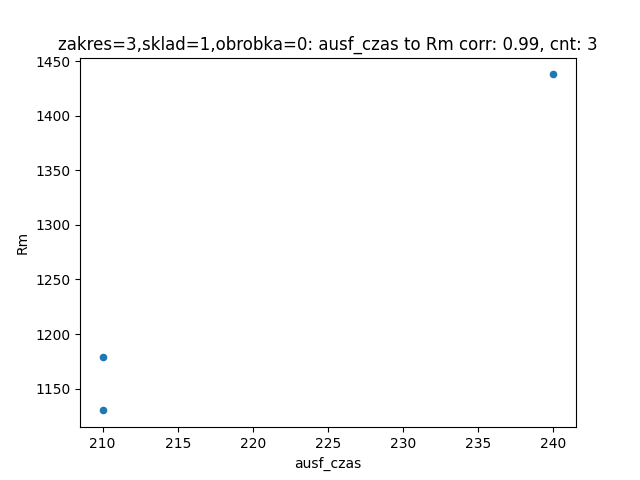 zakres=3,sklad=1,obrobka=0: ausf_czas to Rm corr: 0.99, cnt: 3
1450
1400
1350
1300
1250
1200
1150
Rm
210 215 220 225 230 235 240
ausf_czas